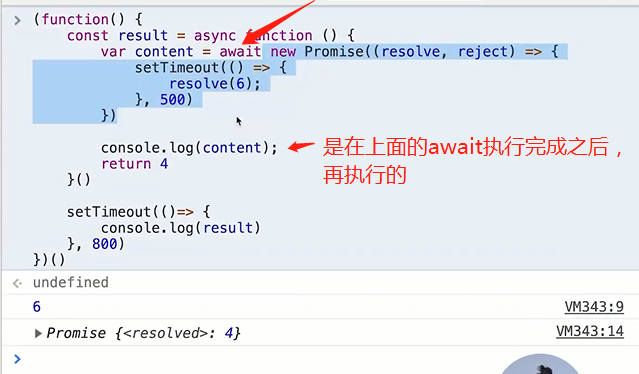 (function() {
const result = async function () {
var content = await new Promise((resolve, reject) => {
setTimeout(() => {
resolve(6);
}, 500)
})
console.log(content);
是在上面的await执行完成之后，
再执行的
return 4
}()
setTimeout(()=> {
console.log(result)
}, 800)
})()
undefined
6 VM343:9
Promise {<resolved>: 4} VM343:14